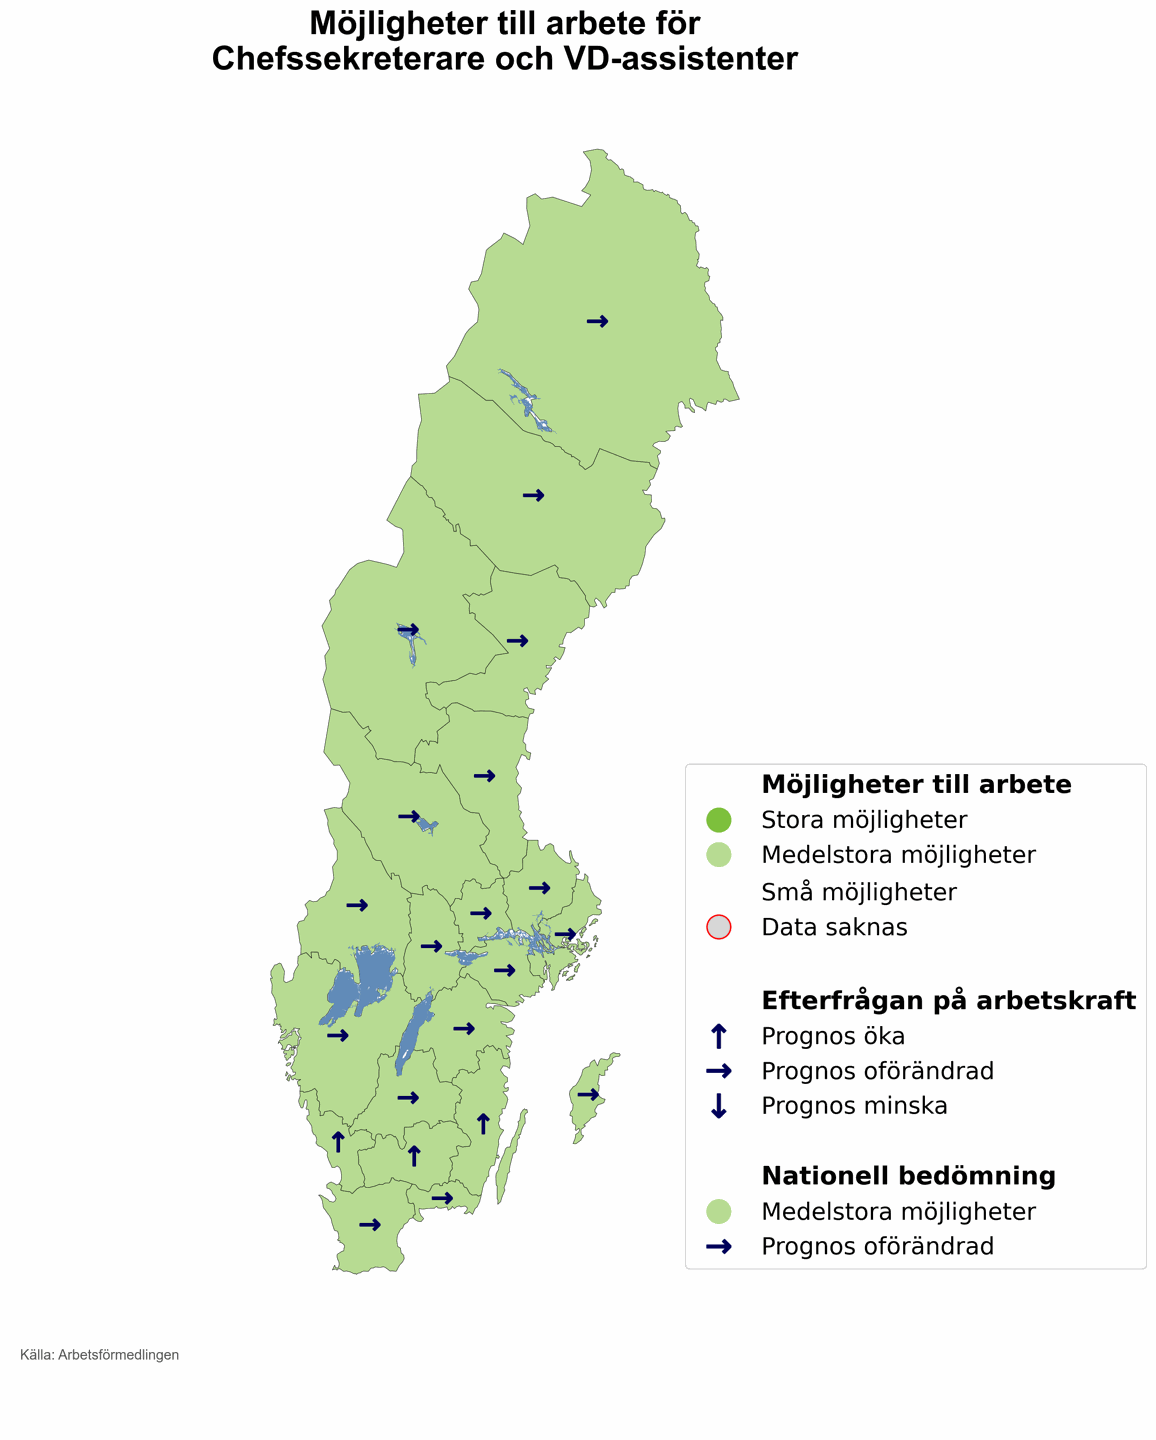 Möjligheter till arbete för
Chefssekreterare och VD-assistenter
Möjligheter till arbete
Stora möjligheter
Medelstora möjligheter
Små möjligheter
Data saknas
Efterfrågan på arbetskraft
Prognos öka
Prognos oförändrad
Prognos minska
Nationell bedömning
Medelstora möjligheter
Prognos oförändrad
Källa: Arbetsförmedlingen